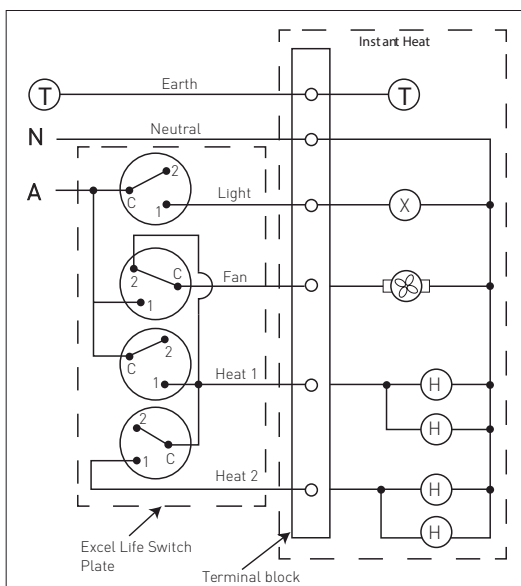 Instant Heat
T
Earth
T
N
Neutral
A
2
C
1
Light
X
2
C
1
Fan
2
C
1
Heat 1
H
H
2
C
1
Heat 2
H
H
Excel Life Switch
Plate
Terminal block